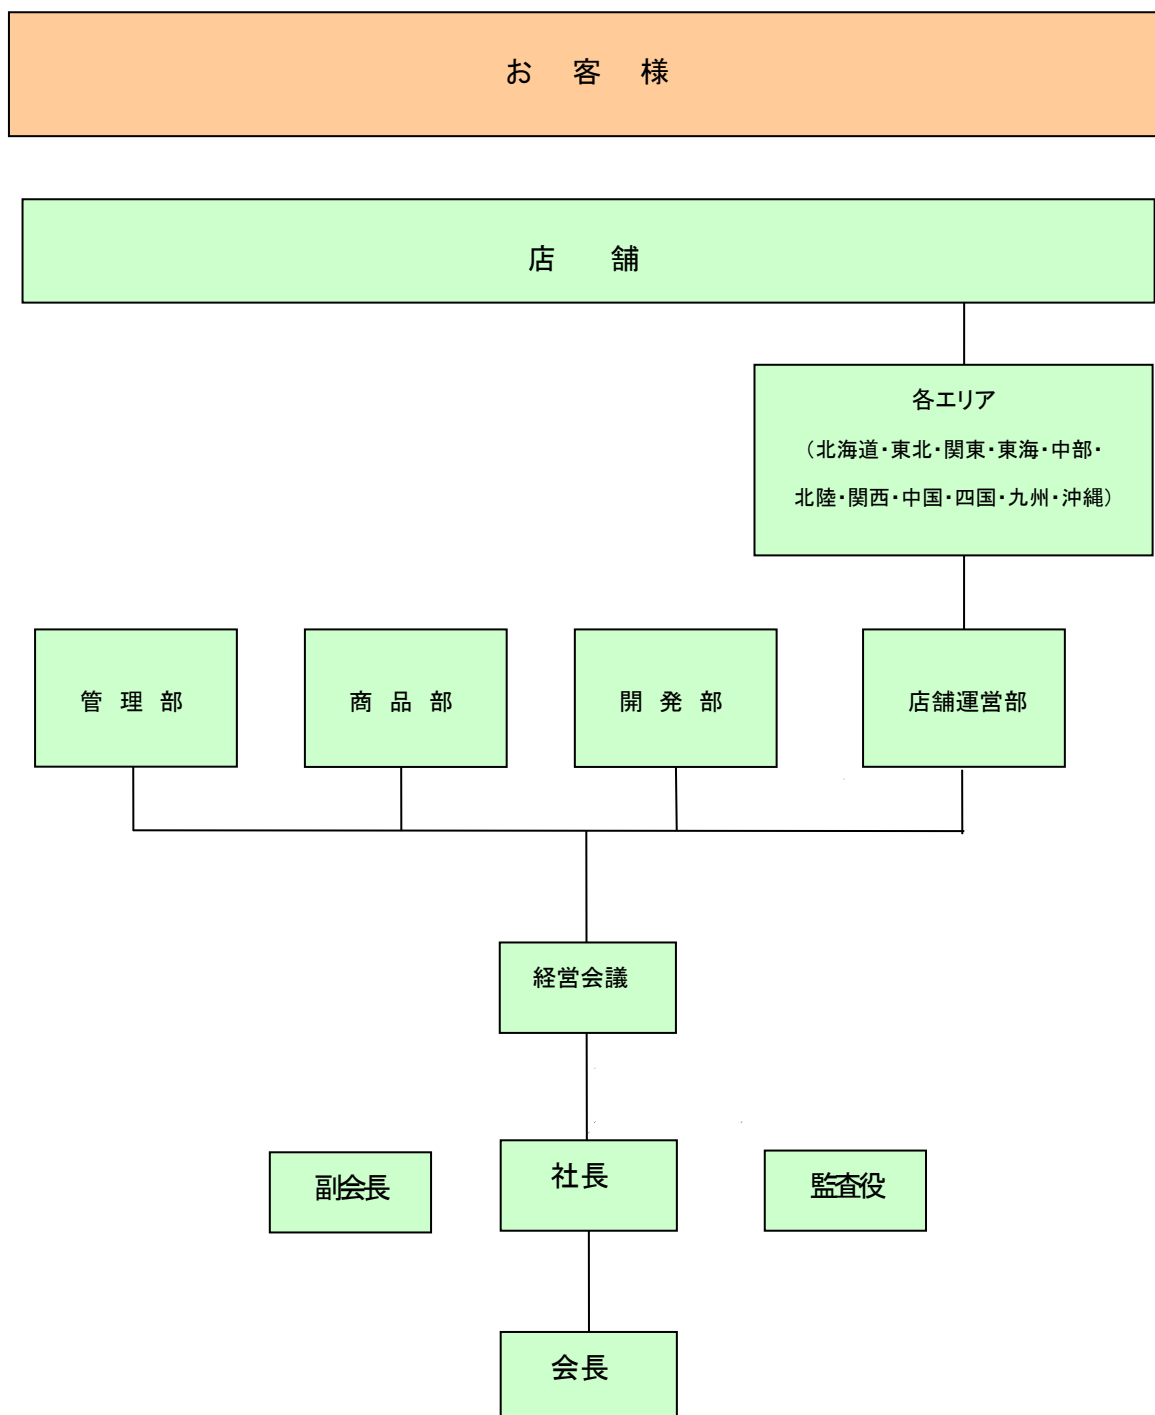 お 客 様
店 舗
各エリア
（北海道・東北・関東・東海・中部・
北陸・関西・中国・四国・九州・沖縄）
管 理 部
商 品 部
開 発 部
店舗運営部
経営会議
副会長
社長
監査役
会長